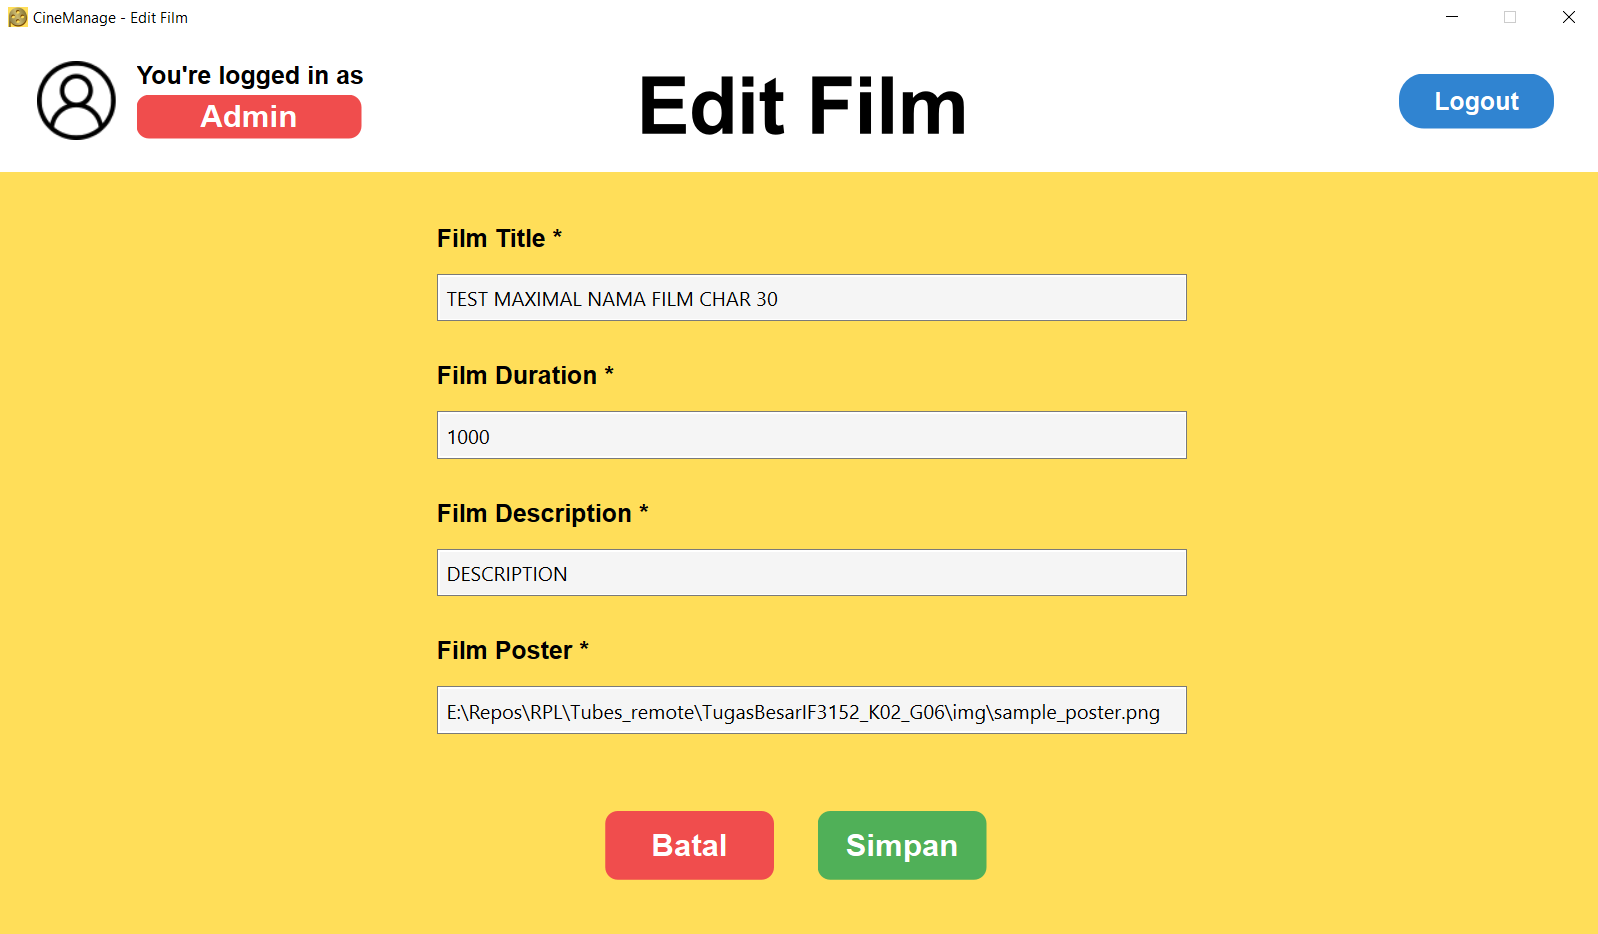 CineManage - Edit Film
You're logged in as
Admin
Edit Film
Logout
Film Title *
TEST MAXIMAL NAMA FILM CHAR 30
Film Duration *
1000
Film Description *
DESCRIPTION
Film Poster *
E:\Repos\RPL\Tubes_remote\TugasBesarIF3152_K02_G06\img\sample_poster.png
Batal
Simpan